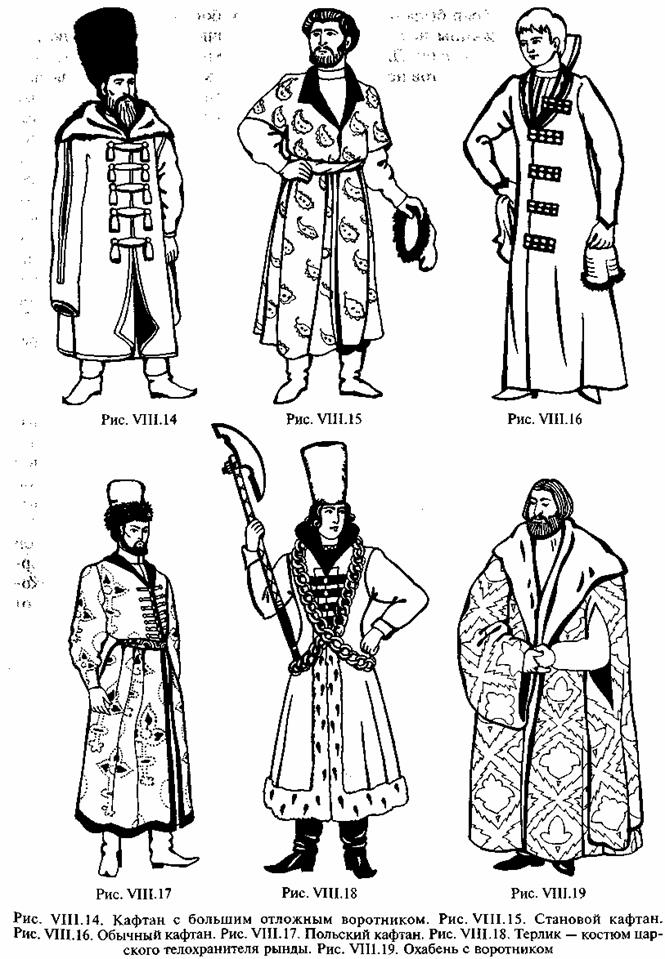 Рис. VIII.14
Рис. VIII.15
Рис. VIII.16
Рис. VIII.17
Рис. VIII.18
Рис. VIII.19
Рис. VIII.14. Кафтан с большим отложным воротником. Рис. VIII.15. Становой кафтан.
Рис. VIII.16. Обычный кафтан. Рис. VIII.17. Польский кафтан. Рис. VIII.18. Терлик — костюм цар-
ского телохранителя рынды. Рис. VIII.19. Охабень с воротником